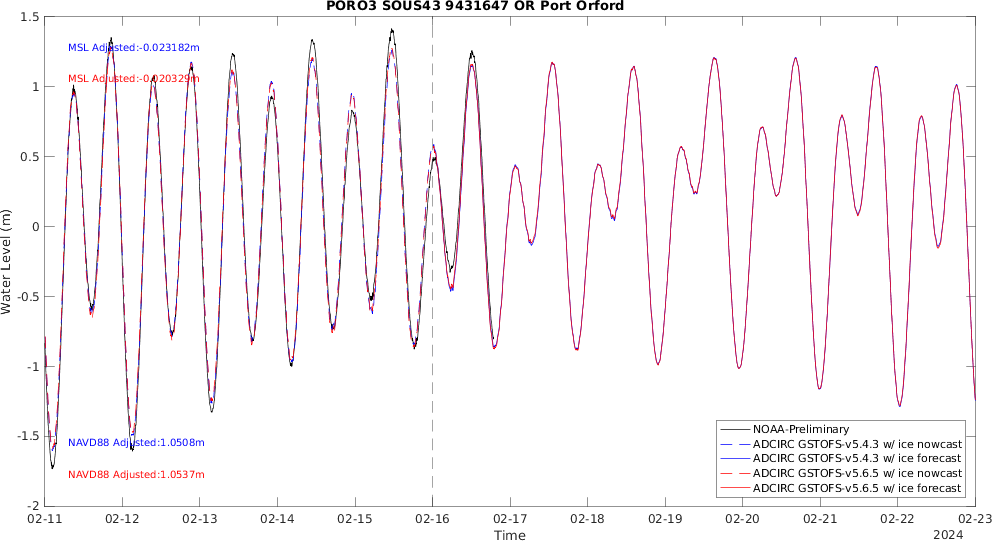 PORO3 SOUS43 9431647 OR Port Orford
Water Level (m)
1.5
1
0.5
0
-0.5
-1
-1.5
-2
MSL Adjusted:-0.023182m
MSL Adjusted:-0.020329m
NAVD88 Adjusted:1.0508m
NAVD88 Adjusted:1.0537m
NOAA-Preliminary
ADCIRC GSTOFS-v5.4.3 w/ ice nowcast
ADCIRC GSTOFS-v5.4.3 w/ ice forecast
ADCIRC GSTOFS-v5.6.5 w/ ice nowcast
ADCIRC GSTOFS-v5.6.5 w/ ice forecast
02-11 02-12 02-13 02-14 02-15 02-16 02-17 02-18 02-19 02-20 02-21 02-22 02-23
Time
2024